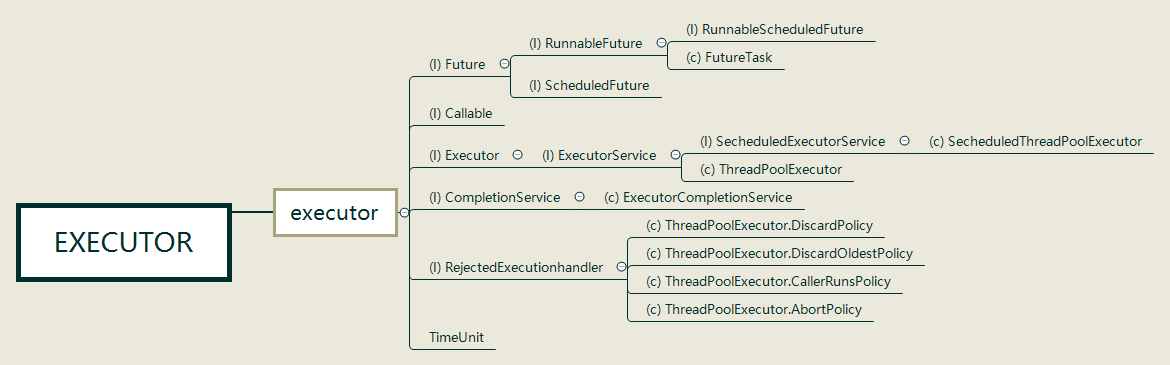 EXECUTOR
executor
(I) Future
(I) RunnableFuture
(I) RunnableScheduledFuture
(c) FutureTask
(I) ScheduledFuture
(I) Callable
(I) Executor
(I) ExecutorService
(I) SecheduledExecutorService
(c) SecheduledThreadPoolExecutor
(c) ThreadPoolExecutor
(I) CompletionService
(c) ExecutorCompletionService
(I) RejectedExecutionhandler
(c) ThreadPoolExecutor.DiscardPolicy
(c) ThreadPoolExecutor.DiscardOldestPolicy
(c) ThreadPoolExecutor.CallerRunsPolicy
(c) ThreadPoolExecutor.AbortPolicy
TimeUnit